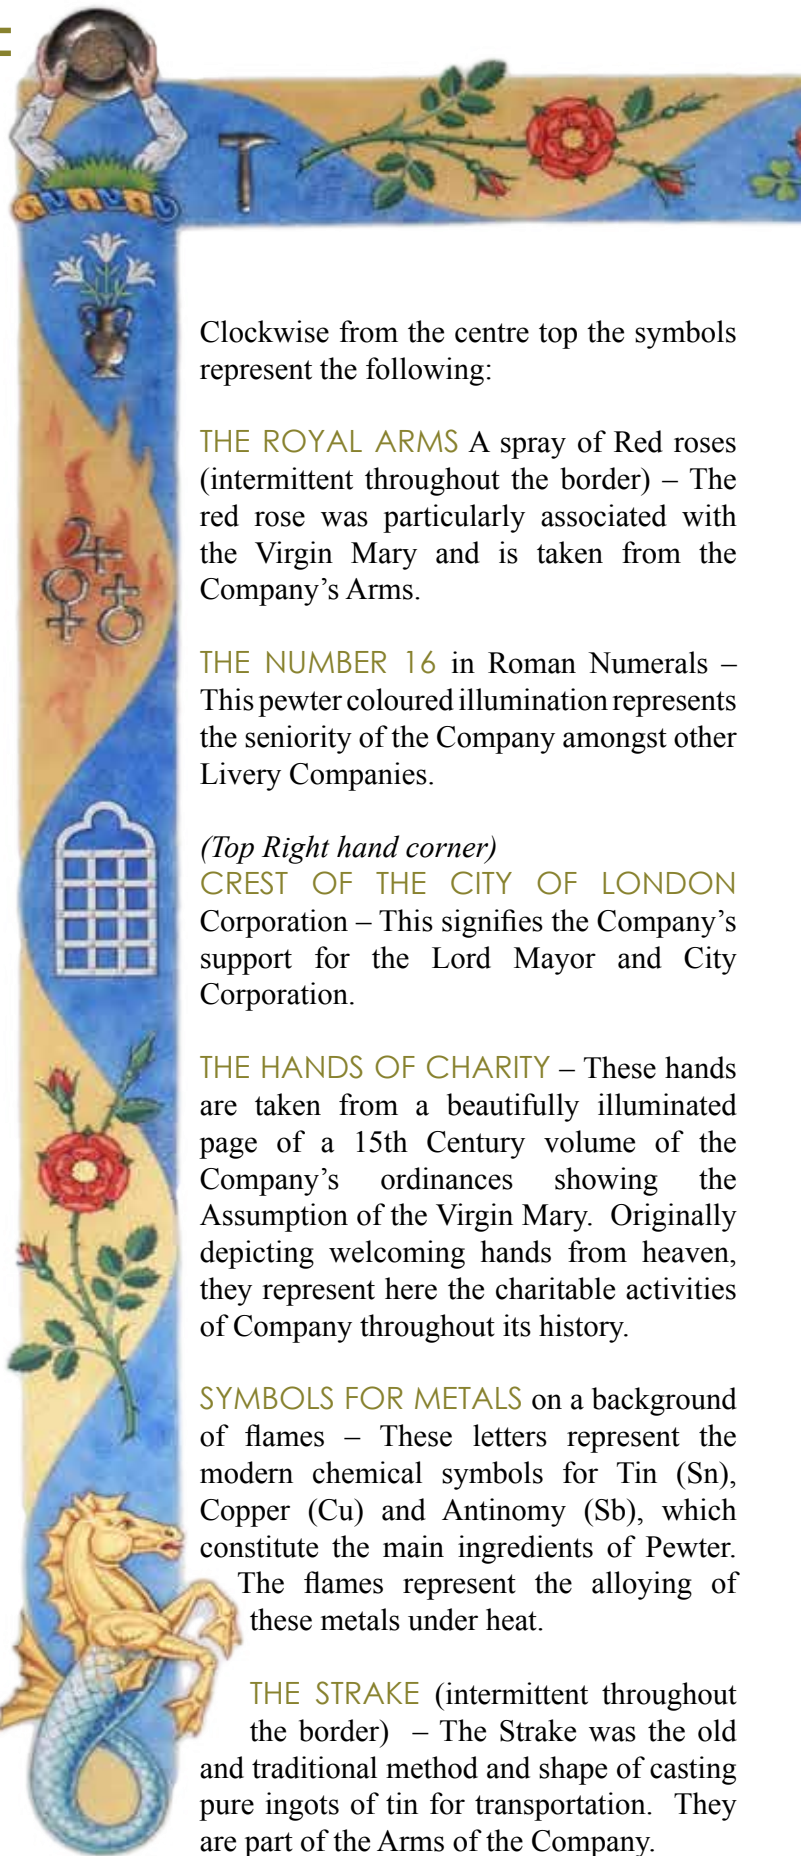 Clockwise from the centre top the symbols
represent the following:
THE ROYAL ARMS A spray of Red roses
(intermittent throughout the border) – The
red rose was particularly associated with
the Virgin Mary and is taken from the
Company's Arms.
THE NUMBER 16 in Roman Numerals –
This pewter coloured illumination represents
the seniority of the Company amongst other
Livery Companies.
(Top Right hand corner)
CREST OF THE CITY OF LONDON
Corporation – This signifies the Company's
support for the Lord Mayor and City
Corporation.
THE HANDS OF CHARITY – These hands
are taken from a beautifully illuminated
page of a 15th Century volume of the
Company's ordinances showing the
Assumption of the Virgin Mary. Originally
depicting welcoming hands from heaven,
they represent here the charitable activities
of Company throughout its history.
SYMBOLS FOR METALS on a background
of flames – These letters represent the
modern chemical symbols for Tin (Sn),
Copper (Cu) and Antinomy (Sb), which
constitute the main ingredients of Pewter.
The flames represent the alloying of
these metals under heat.
THE STRAKE (intermittent throughout
the border) – The Strake was the old
and traditional method and shape of casting
pure ingots of tin for transportation. They
are part of the Arms of the Company.